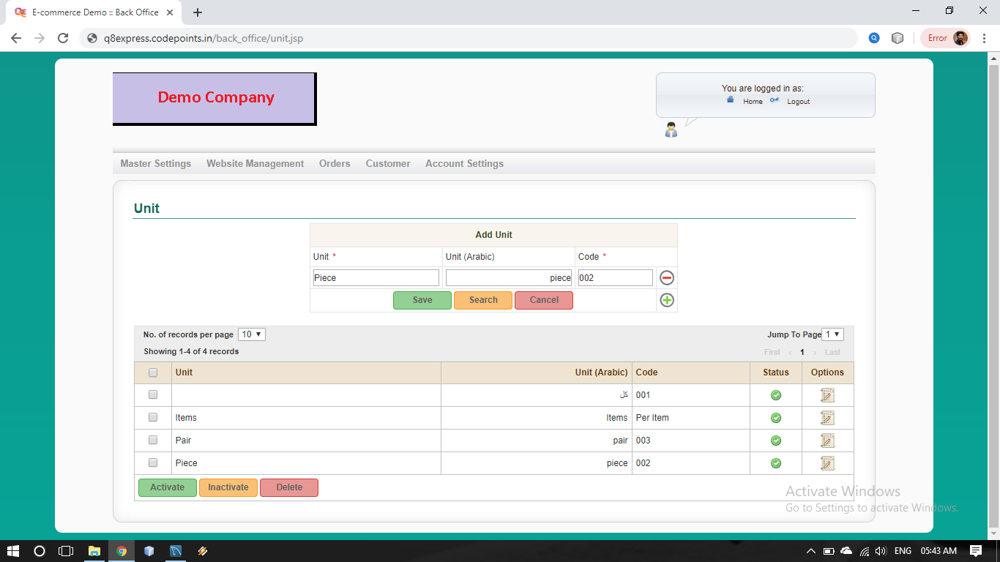 E-commerce Demo :: Back Office
q8express.codepoints.in/back_office/unit.jsp
Error
Demo Company
You are logged in as:
Home Logout
Master Settings Website Management Orders Customer Account Settings
Unit
Add Unit
Unit * Unit (Arabic) Code *
Piece piece 002
Save Search Cancel
No. of records per page 10 Jump To Page 1
Showing 1-4 of 4 records First ‹ 1 › Last
Unit Unit (Arabic) Code Status Options
كل 001
Items Items Per Item
Pair pair 003
Piece piece 002
Activate Inactivate Delete
Activate Windows
Go to Settings to activate Windows.
ENG 05:43 AM